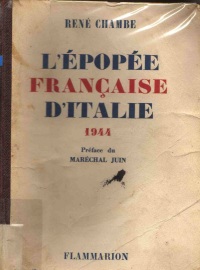 RENÉ CHAMBE
L'ÉPOPÉE
FRANÇAISE
D'ITALIE
1944
Préface du
MARÉCHAL JUIN
FLAMMARION